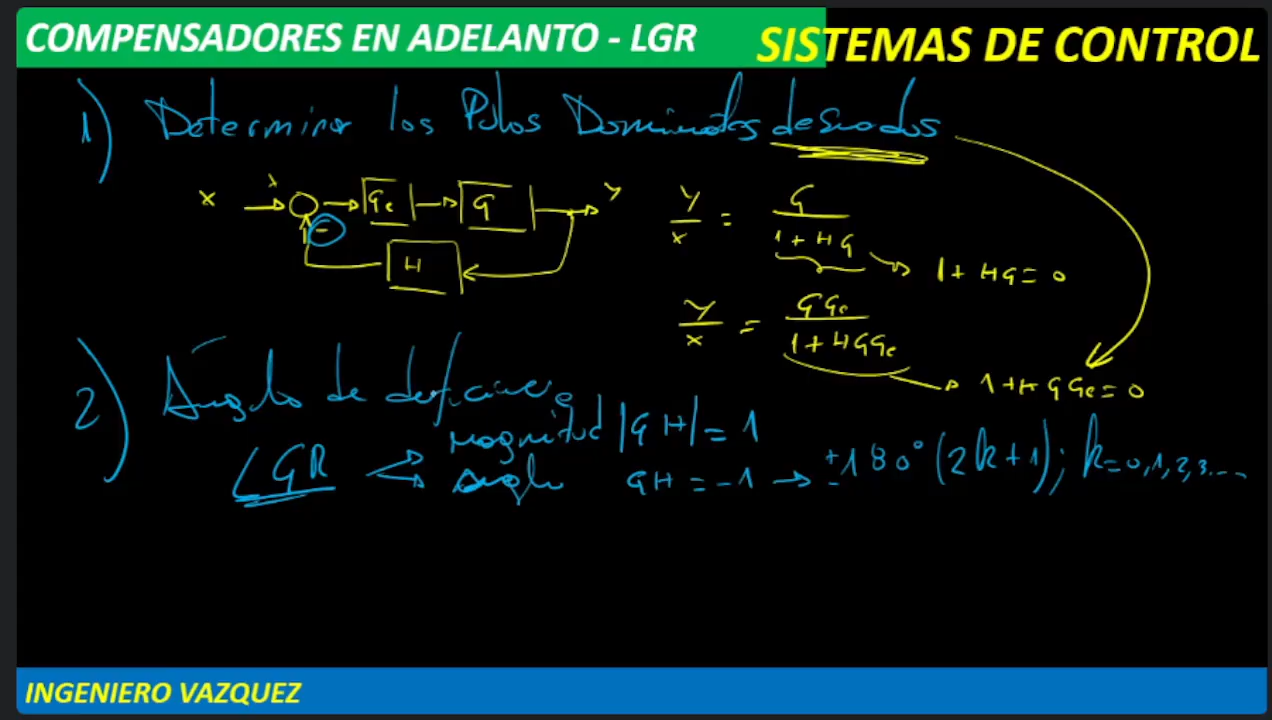 COMPENSADORES EN ADELANTO - LGR
SISTEMAS DE CONTROL
1) Determinar los Polos Dominantes deseados
x Gc G y
H
Y/X = G/(1+HG) → 1+HG=0
Y/X = GGc/(1+HGGc) → 1+HGGc=0
2) Ángulo de deficiencia
LGR
magnitud |GH|=1
angulo GH=-1 → ±180°(2k+1); k=0,1,2,3...
INGENIERO VAZQUEZ